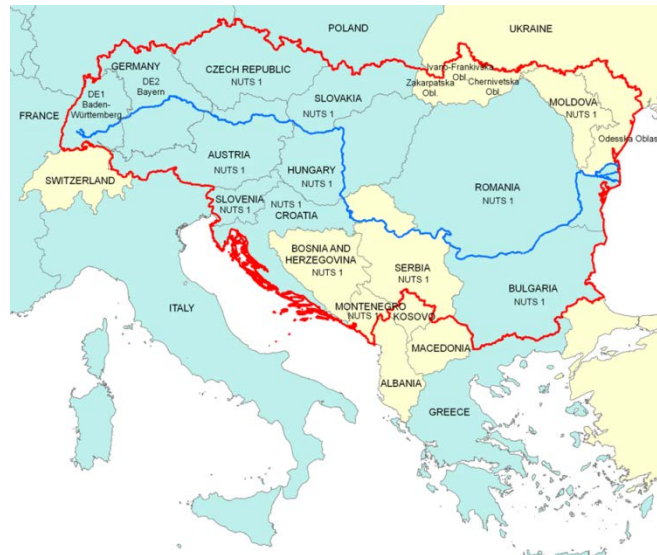 POLAND
UKRAINE
GERMANY
DE2
Bayern
CZECH REPUBLIC
NUTS 1
Ivano-Frankivska
Obl.
Zakarpatska
Obl.
Chernivetska
Obl.
DE1
Baden-
Württemberg
SLOVAKIA
NUTS 1
MOLDOVA
NUTS 1
FRANCE
Odesska Oblas
AUSTRIA
NUTS 1
HUNGARY
NUTS 1
SWITZERLAND
ROMANIA
NUTS 1
SLOVENIA
NUTS 1
NUTS 1
CROATIA
BOSNIA AND
HERZEGOVINA
NUTS 1
SERBIA
NUTS 1
BULGARIA
NUTS 1
ITALY
MONTENEGRO
NUTS 1
KOSOVO
MACEDONIA
ALBANIA
GREECE